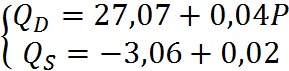 Q_D = 27,07 + 0,04P
Q_S = −3,06 + 0,02